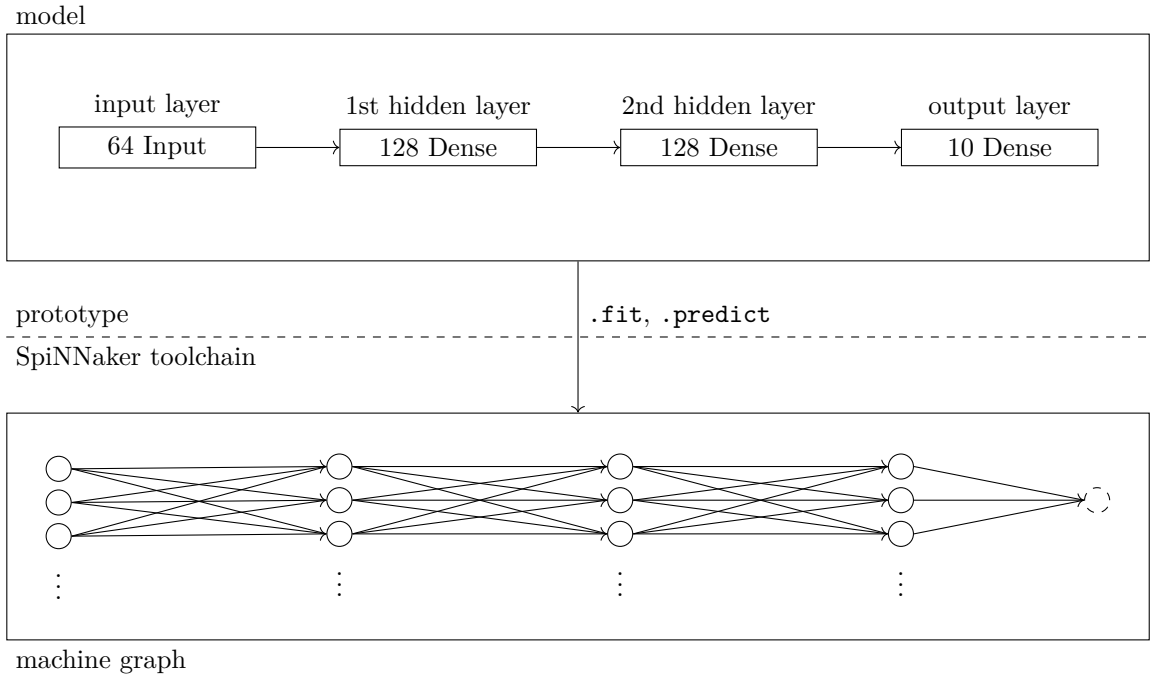 model
input layer
1st hidden layer
2nd hidden layer
output layer
64 Input
128 Dense
128 Dense
10 Dense
prototype
.fit, .predict
SpiNNaker toolchain
machine graph